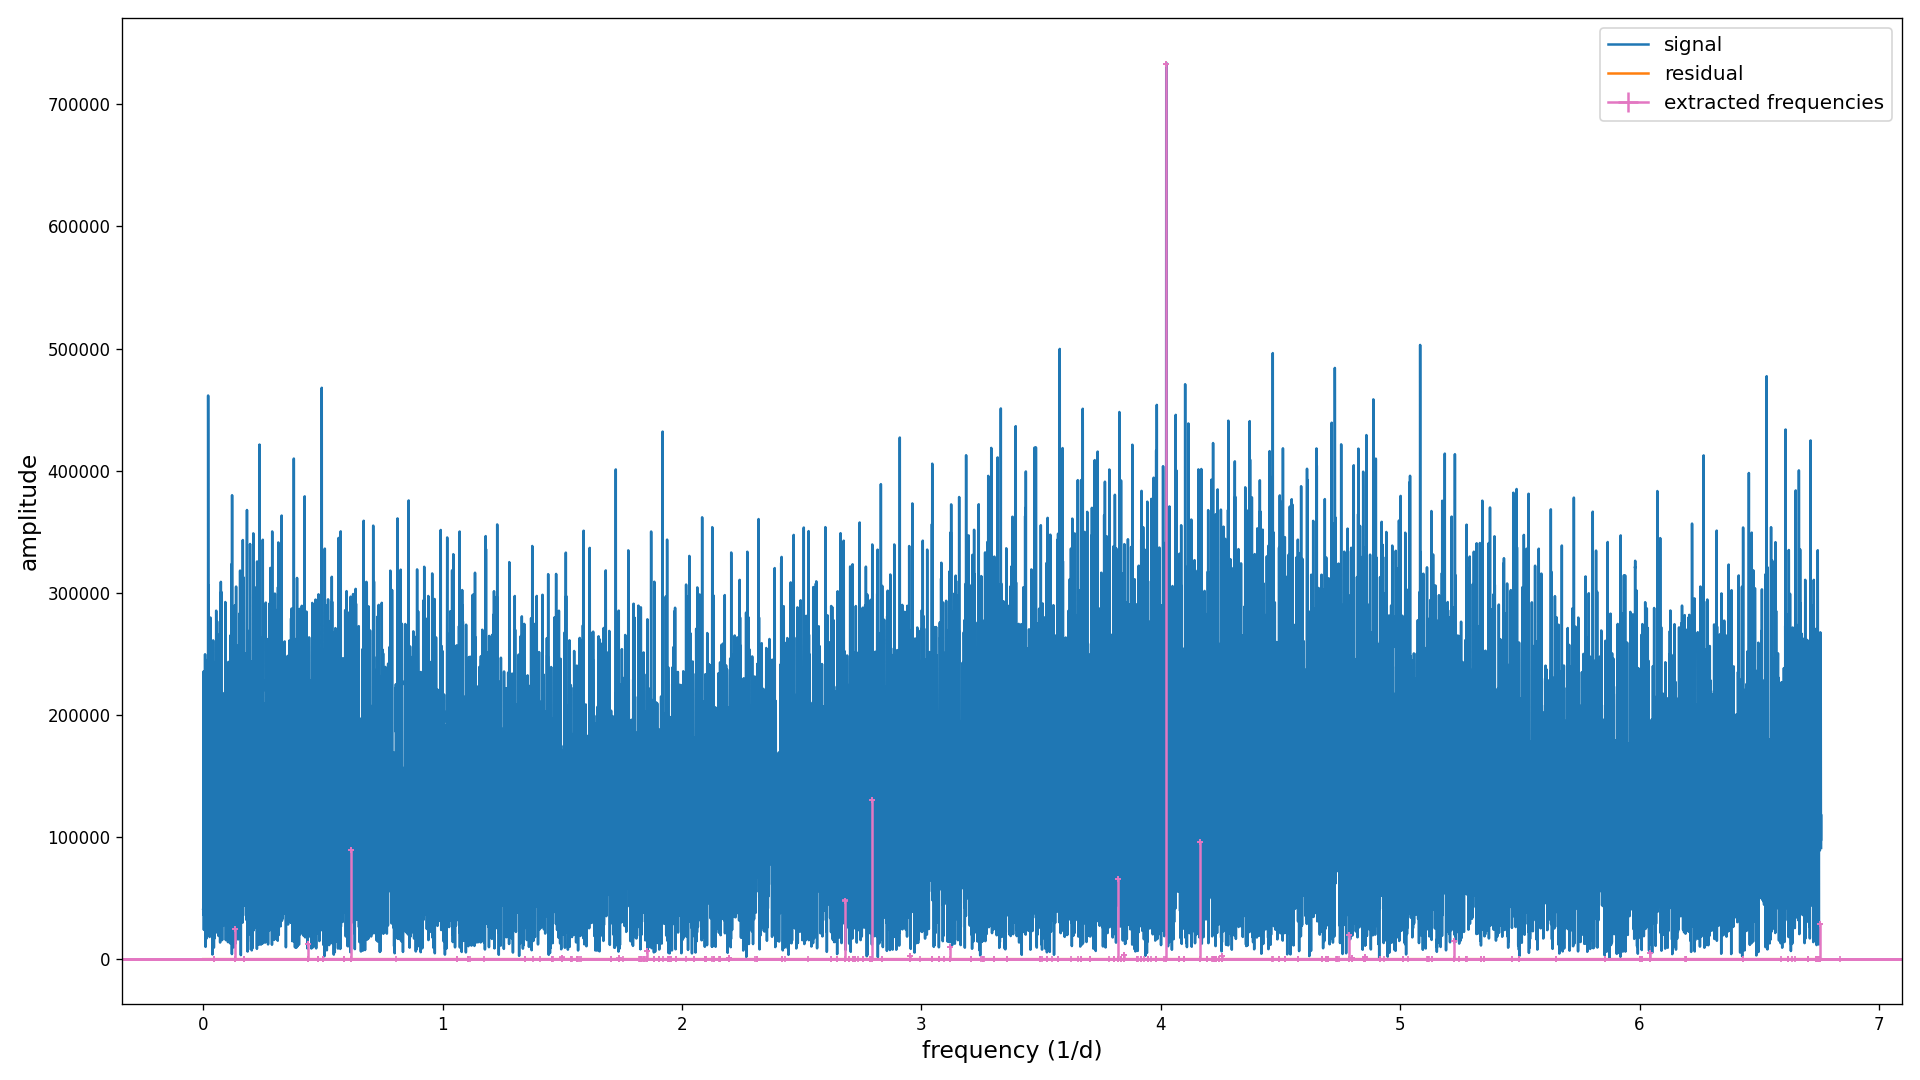 signal
residual
extracted frequencies
700000
600000
500000
400000
300000
200000
100000
0
amplitude
0 1 2 3 4 5 6 7
frequency (1/d)